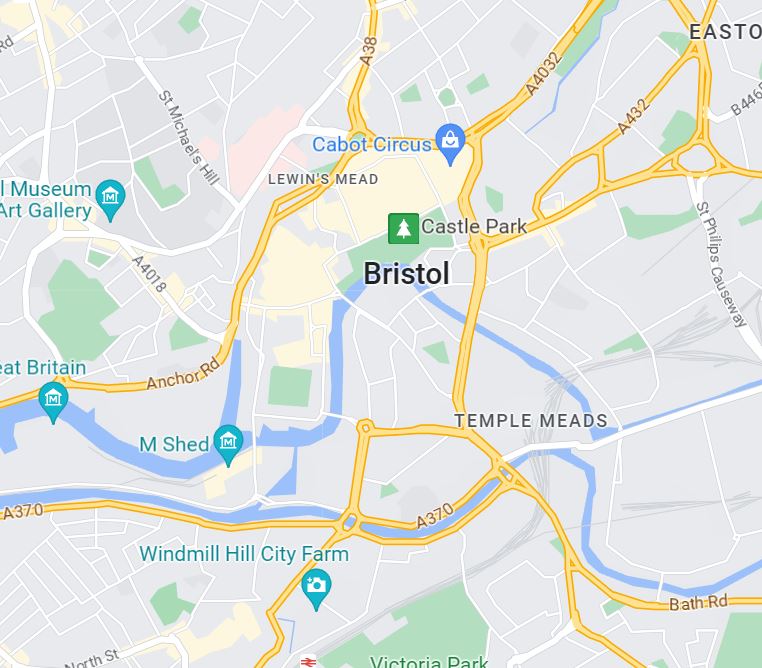 Rd
A38
EASTO
A4032
B446
A432
St Michael's Hill
Cabot Circus
LEWIN'S MEAD
l Museum
Art Gallery
Castle Park
St Philips Causeway
A4018
Bristol
eat Britain
Anchor Rd
TEMPLE MEADS
M Shed
A370
A370
Windmill Hill City Farm
Bath Rd
North St
Victoria Park